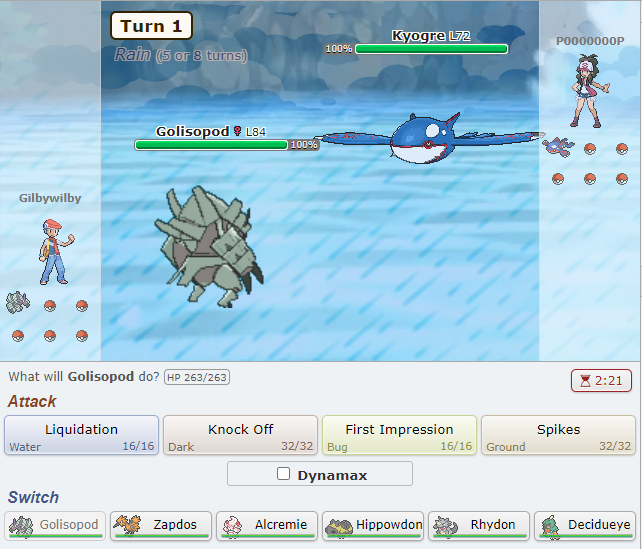 Turn 1
Rain (5 or 8 turns)
Kyogre L72
100%
P0000000P
Golisopod L84
100%
Gilbywilby
What will Golisopod do? HP 263/263
2:21
Attack
Liquidation
Water 16/16
Knock Off
Dark 32/32
First Impression
Bug 16/16
Spikes
Ground 32/32
Dynamax
Switch
Golisopod Zapdos Alcremie Hippowdon Rhydon Decidueye